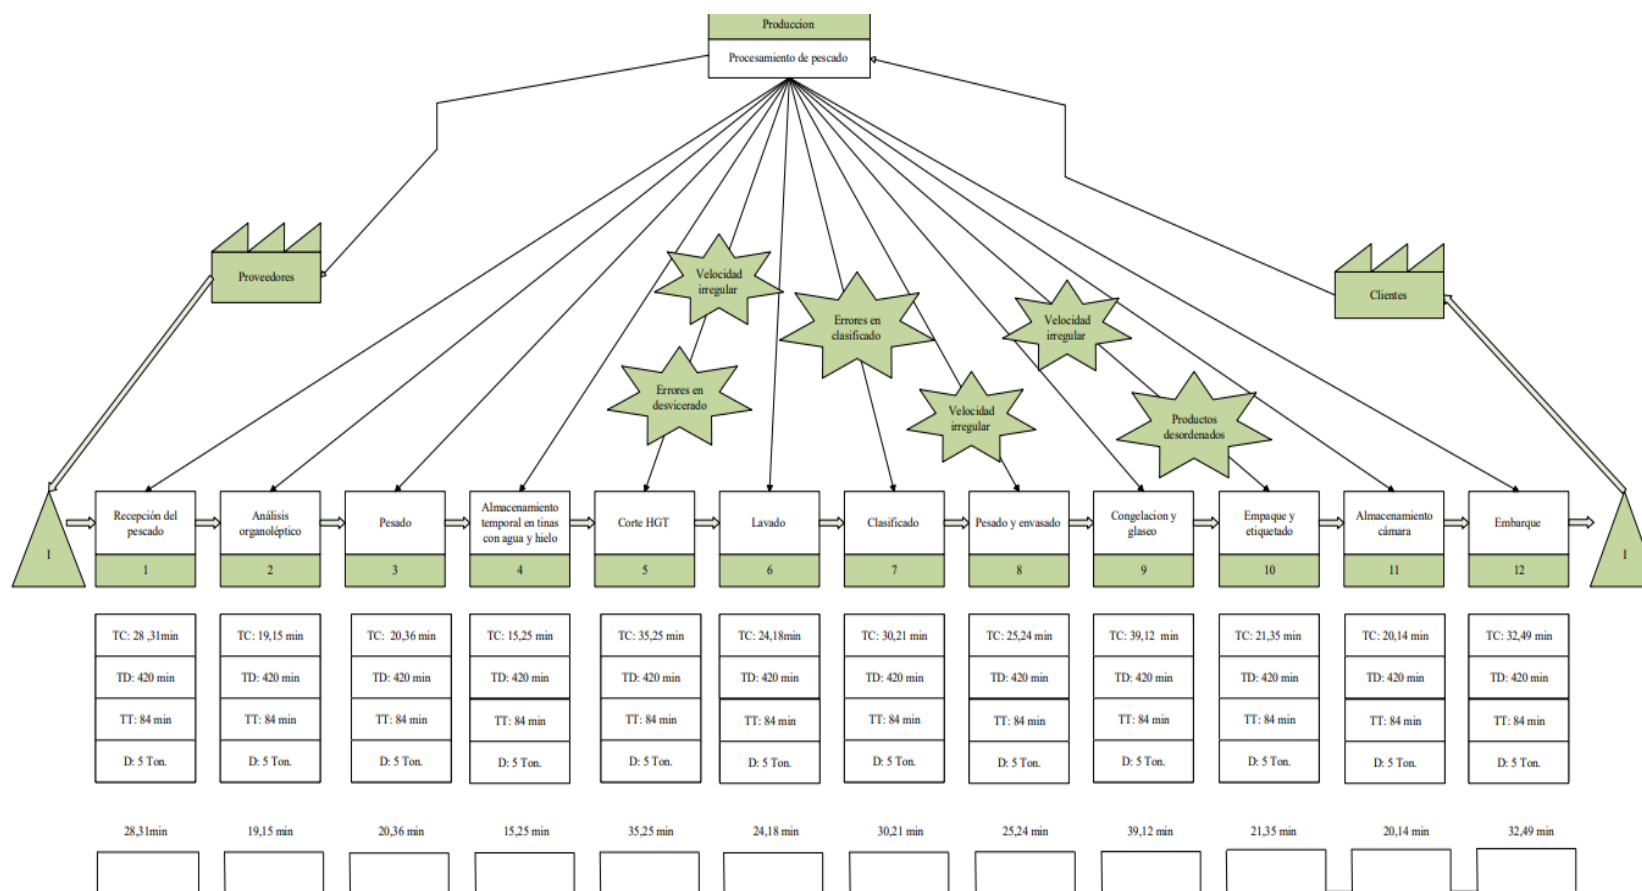 Produccion
Procesamiento de pescado
Proveedores
Clientes
Velocidad
irregular
Errores en
desvicerado
Errores en
clasificado
Velocidad
irregular
Velocidad
irregular
Productos
desordenados
I
Recepción del
pescado
1
Análisis
organoléptico
2
Pesado
3
Almacenamiento
temporal en tinas
con agua y hielo
4
Corte HGT
5
Lavado
6
Clasificado
7
Pesado y envasado
8
Congelacion y
glaseo
9
Empaque y
etiquetado
10
Almacenamiento
cámara
11
Embarque
12
I
TC: 28 ,31min
TD: 420 min
TT: 84 min
D: 5 Ton.
TC: 19,15 min
TD: 420 min
TT: 84 min
D: 5 Ton.
TC: 20,36 min
TD: 420 min
TT: 84 min
D: 5 Ton.
TC: 15,25 min
TD: 420 min
TT: 84 min
D: 5 Ton.
TC: 35,25 min
TD: 420 min
TT: 84 min
D: 5 Ton.
TC: 24,18min
TD: 420 min
TT: 84 min
D: 5 Ton.
TC: 30,21 min
TD: 420 min
TT: 84 min
D: 5 Ton.
TC: 25,24 min
TD: 420 min
TT: 84 min
D: 5 Ton.
TC: 39,12 min
TD: 420 min
TT: 84 min
D: 5 Ton.
TC: 21,35 min
TD: 420 min
TT: 84 min
D: 5 Ton.
TC: 20,14 min
TD: 420 min
TT: 84 min
D: 5 Ton.
TC: 32,49 min
TD: 420 min
TT: 84 min
D: 5 Ton.
28,31min
19,15 min
20,36 min
15,25 min
35,25 min
24,18 min
30,21 min
25,24 min
39,12 min
21,35 min
20,14 min
32,49 min